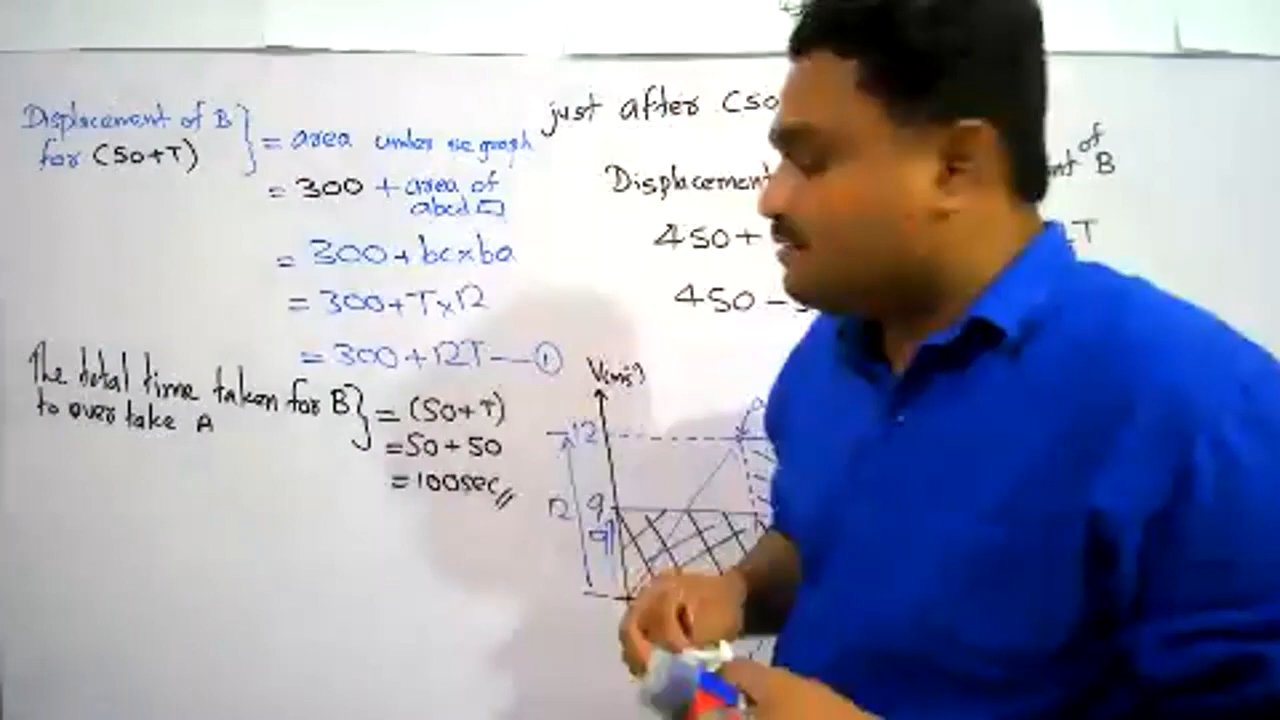 Displacement of B
for (50+T)
= area under the graph
= 300 + area of
abcd
= 300 + bc×ba
= 300 + T×12
= 300 + 12T — ①
The total time taken for B
to over take A
= (50+T)
= 50 + 50
= 100sec
just after (50
Displacement
of
B
450+
T
450 –
V(ms⁻¹)
12
12
9
9